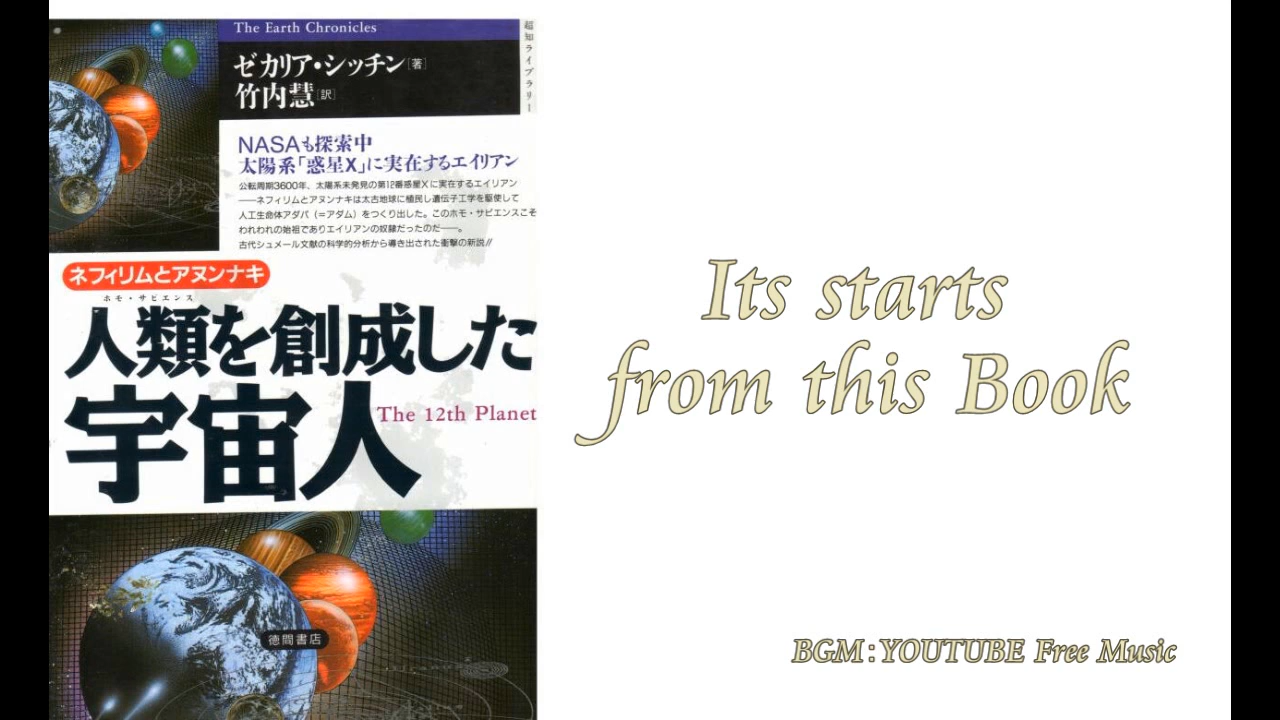 The Earth Chronicles
超知ライブラリー
ゼカリア・シッチン[著]
竹内慧[訳]
NASAも探索中
太陽系「惑星X」に実在するエイリアン
公転周期3600年、太陽系未発見の第12番惑星Xに実在するエイリアン
――ネフィリムとアヌンナキは太古地球に植民し遺伝子工学を駆使して
人工生命体アダパ（=アダム）をつくり出した。このホモ・サピエンスこそ
われわれの始祖でありエイリアンの奴隷だったのだ――。
古代シュメール文献の科学的分析から導き出された衝撃の新説//
ネフィリムとアヌンナキ
ホモ・サピエンス
人類を創成した
宇宙人
The 12th Planet
徳間書店
Its starts
from this Book
BGM:YOUTUBE Free Music